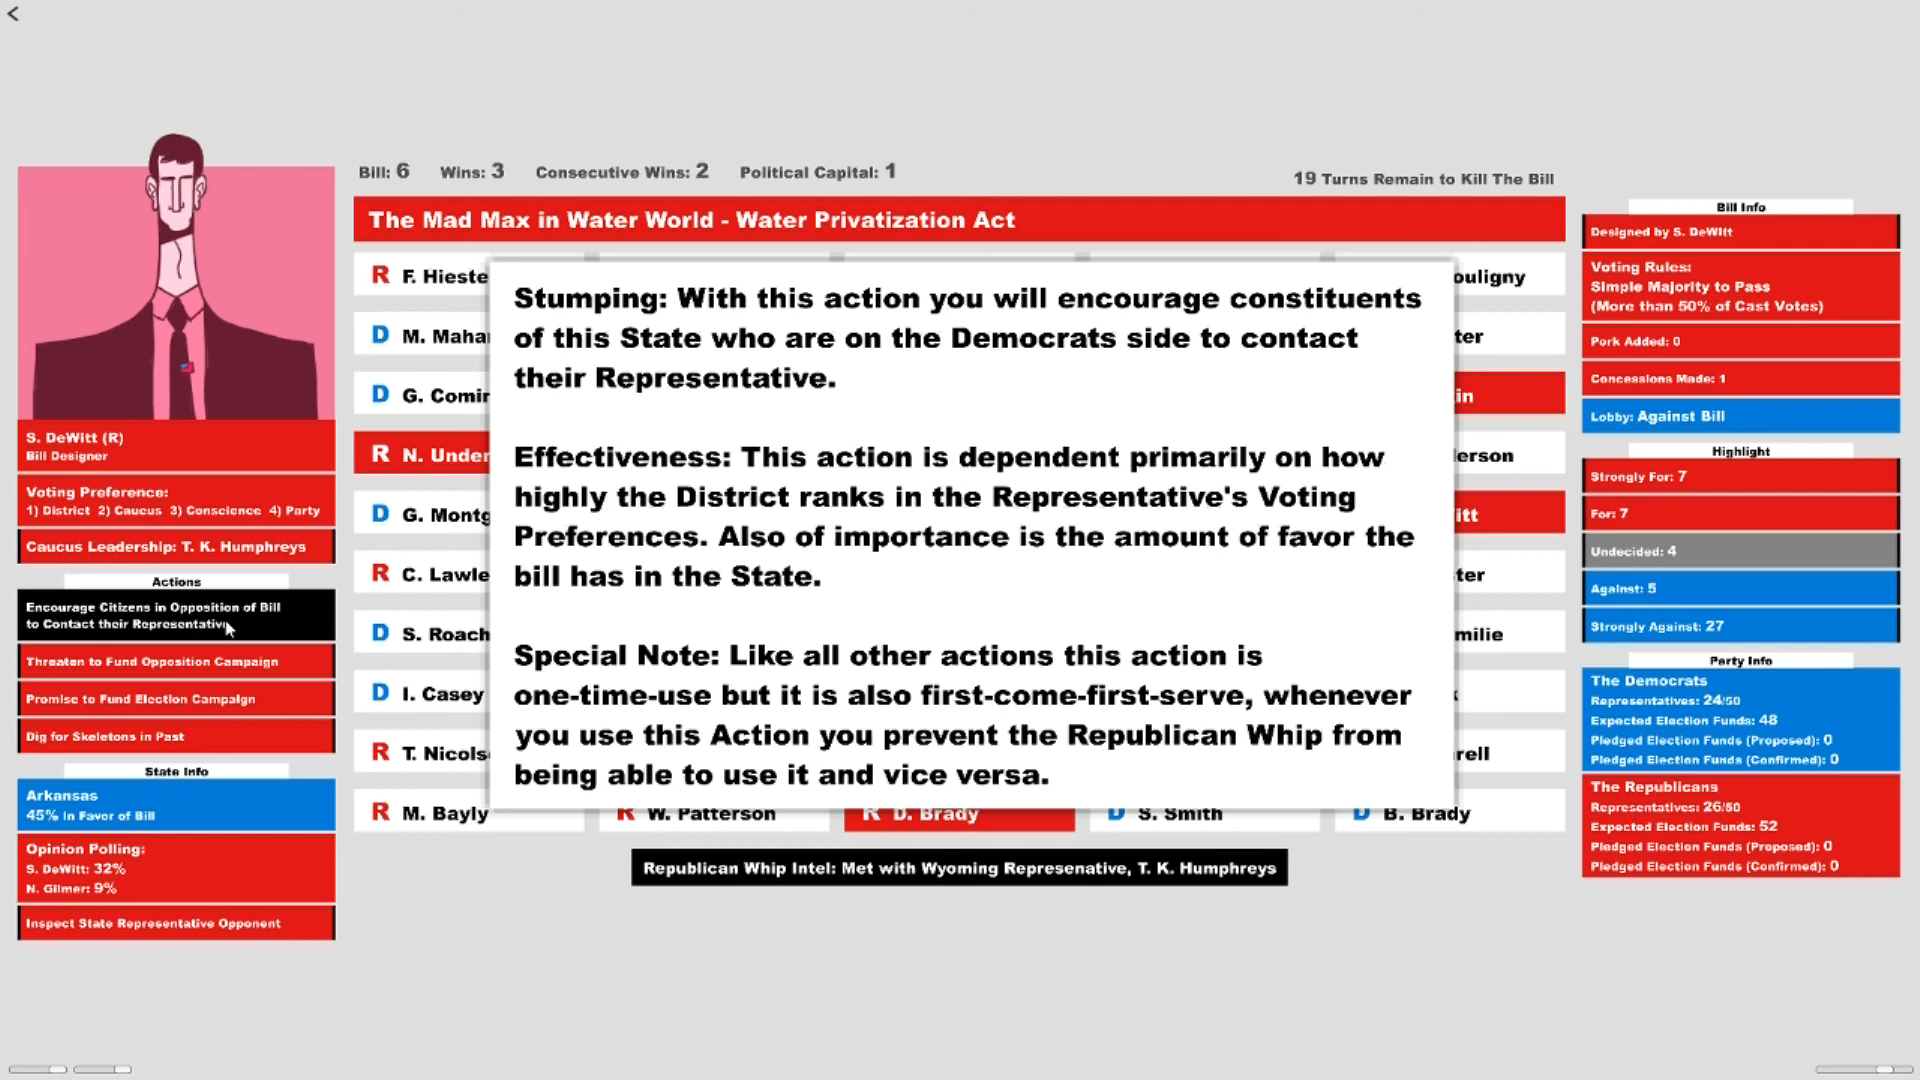 Bill: 6 Wins: 3 Consecutive Wins: 2 Political Capital: 1
19 Turns Remain to Kill The Bill
The Mad Max in Water World - Water Privatization Act
S. DeWitt (R)
Bill Designer
Voting Preference:
1) District 2) Caucus 3) Conscience 4) Party
Caucus Leadership: T. K. Humphreys
Actions
Encourage Citizens in Opposition of Bill
to Contact their Representative
Threaten to Fund Opposition Campaign
Promise to Fund Election Campaign
Dig for Skeletons in Past
State Info
Arkansas
45% In Favor of Bill
Opinion Polling:
S. DeWitt: 32%
N. Gilmer: 9%
Inspect State Representative Opponent
R F. Hieste
D M. Maha
D G. Comin
R N. Under
D G. Montg
R C. Lawle
D S. Roach
D I. Casey
R T. Nicols
R M. Bayly
R W. Patterson
R D. Brady
D S. Smith
D B. Brady
Stumping: With this action you will encourage constituents
of this State who are on the Democrats side to contact
their Representative.
Effectiveness: This action is dependent primarily on how
highly the District ranks in the Representative's Voting
Preferences. Also of importance is the amount of favor the
bill has in the State.
Special Note: Like all other actions this action is
one-time-use but it is also first-come-first-serve, whenever
you use this Action you prevent the Republican Whip from
being able to use it and vice versa.
ouligny
ter
in
erson
itt
ter
milie
rell
Republican Whip Intel: Met with Wyoming Represenative, T. K. Humphreys
Bill Info
Designed by S. DeWitt
Voting Rules:
Simple Majority to Pass
(More than 50% of Cast Votes)
Pork Added: 0
Concessions Made: 1
Lobby: Against Bill
Highlight
Strongly For: 7
For: 7
Undecided: 4
Against: 5
Strongly Against: 27
Party Info
The Democrats
Representatives: 24/50
Expected Election Funds: 48
Pledged Election Funds (Proposed): 0
Pledged Election Funds (Confirmed): 0
The Republicans
Representatives: 26/50
Expected Election Funds: 52
Pledged Election Funds (Proposed): 0
Pledged Election Funds (Confirmed): 0